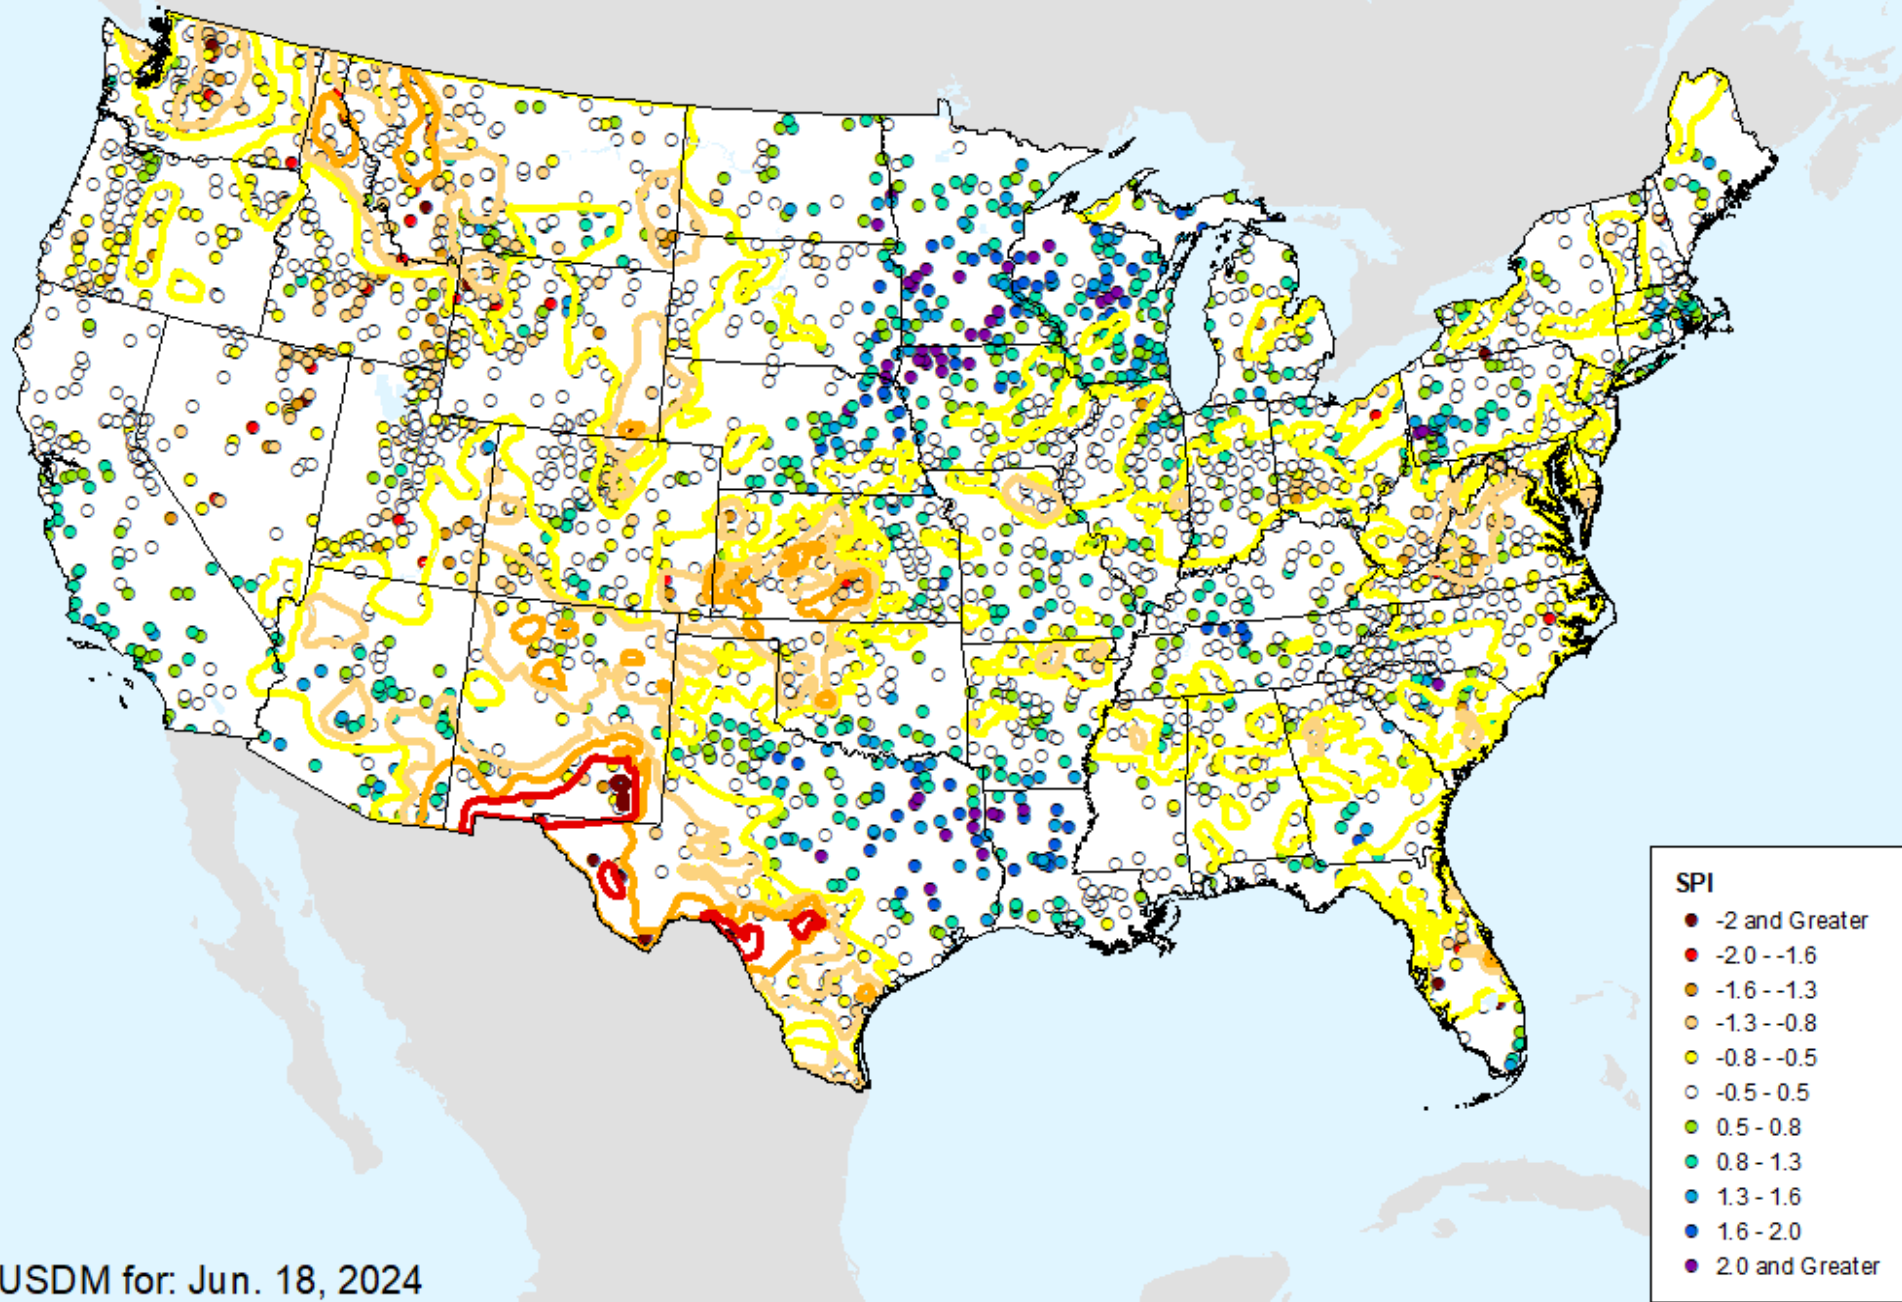 SPI
-2 and Greater
-2.0 - -1.6
-1.6 - -1.3
-1.3 - -0.8
-0.8 - -0.5
-0.5 - 0.5
0.5 - 0.8
0.8 - 1.3
1.3 - 1.6
1.6 - 2.0
2.0 and Greater
USDM for: Jun. 18, 2024